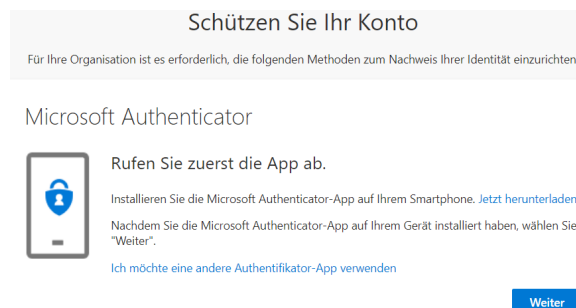 Schützen Sie Ihr Konto
Für Ihre Organisation ist es erforderlich, die folgenden Methoden zum Nachweis Ihrer Identität einzurichten
Microsoft Authenticator
Rufen Sie zuerst die App ab.
Installieren Sie die Microsoft Authenticator-App auf Ihrem Smartphone. Jetzt herunterladen
Nachdem Sie die Microsoft Authenticator-App auf Ihrem Gerät installiert haben, wählen Sie
"Weiter".
Ich möchte eine andere Authentifikator-App verwenden
Weiter